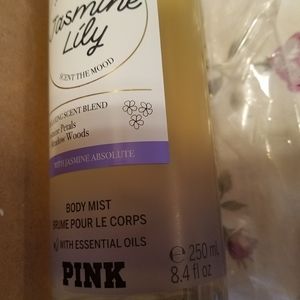 Jasmine
Lily
SCENT THE MOOD
SCENT BLEND
Petals
Woods
WITH JASMINE ABSOLUTE
BODY MIST
BRUME POUR LE CORPS
WITH ESSENTIAL OILS
PINK
e 250 mL
8.4 fl oz